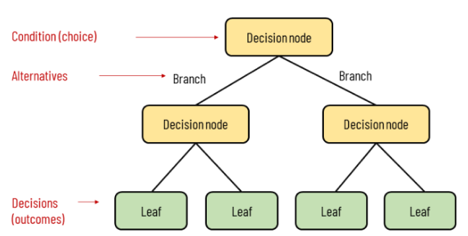 Condition (choice)
Decision node
Alternatives
Branch
Branch
Decision node
Decision node
Decisions
(outcomes)
Leaf
Leaf
Leaf
Leaf